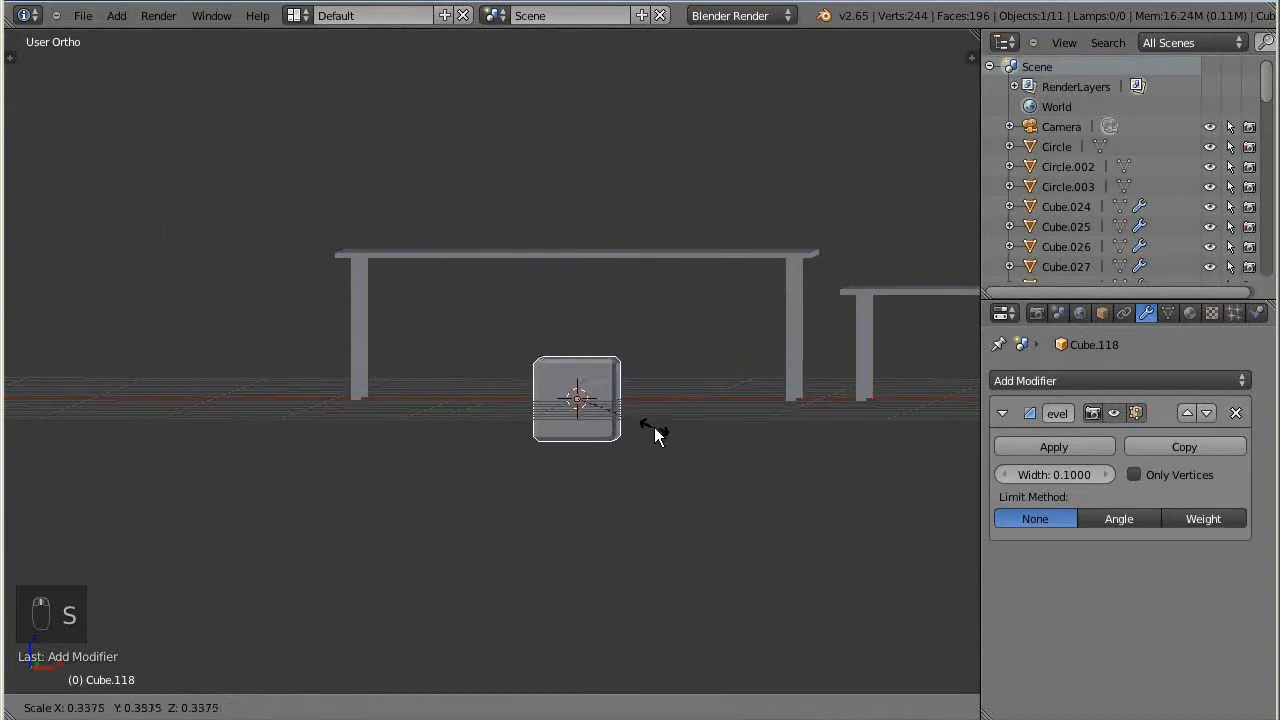 File Add Render Window Help Default Scene Blender Render v2.65 | Verts:244 | Faces:196 | Objects:1/11 | Lamps:0/0 | Mem:16.24M (0.11M) | Cub
User Ortho
View Search All Scenes
Scene
RenderLayers
World
Camera
Circle
Circle.002
Circle.003
Cube.024
Cube.025
Cube.026
Cube.027
Cube.118
Add Modifier
evel
Apply Copy
Width: 0.1000 Only Vertices
Limit Method:
None Angle Weight
S
Last: Add Modifier
(0) Cube.118
Scale X: 0.3375 Y: 0.3375 Z: 0.3375